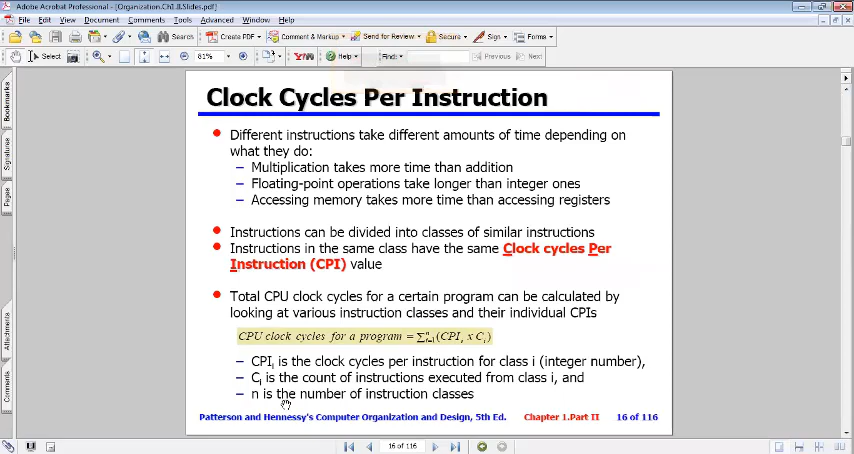 Adobe Acrobat Professional - [Organization.Ch1.II.Slides.pdf]
File Edit View Document Comments Tools Advanced Window Help
Search Create PDF Comment & Markup Send for Review Secure Sign Forms
Select 81% Y! Help Find: Previous Next
Bookmarks
Signatures
Pages
Attachments
Comments
Clock Cycles Per Instruction
• Different instructions take different amounts of time depending on
what they do:
– Multiplication takes more time than addition
– Floating-point operations take longer than integer ones
– Accessing memory takes more time than accessing registers
• Instructions can be divided into classes of similar instructions
• Instructions in the same class have the same Clock cycles Per
Instruction (CPI) value
• Total CPU clock cycles for a certain program can be calculated by
looking at various instruction classes and their individual CPIs
CPU clock cycles for a program = ∑ⁿᵢ₌₁(CPIᵢ x Cᵢ)
– CPIᵢ is the clock cycles per instruction for class i (integer number),
– Cᵢ is the count of instructions executed from class i, and
– n is the number of instruction classes
Patterson and Hennessy's Computer Organization and Design, 5th Ed. Chapter 1.Part II 16 of 116
16 of 116